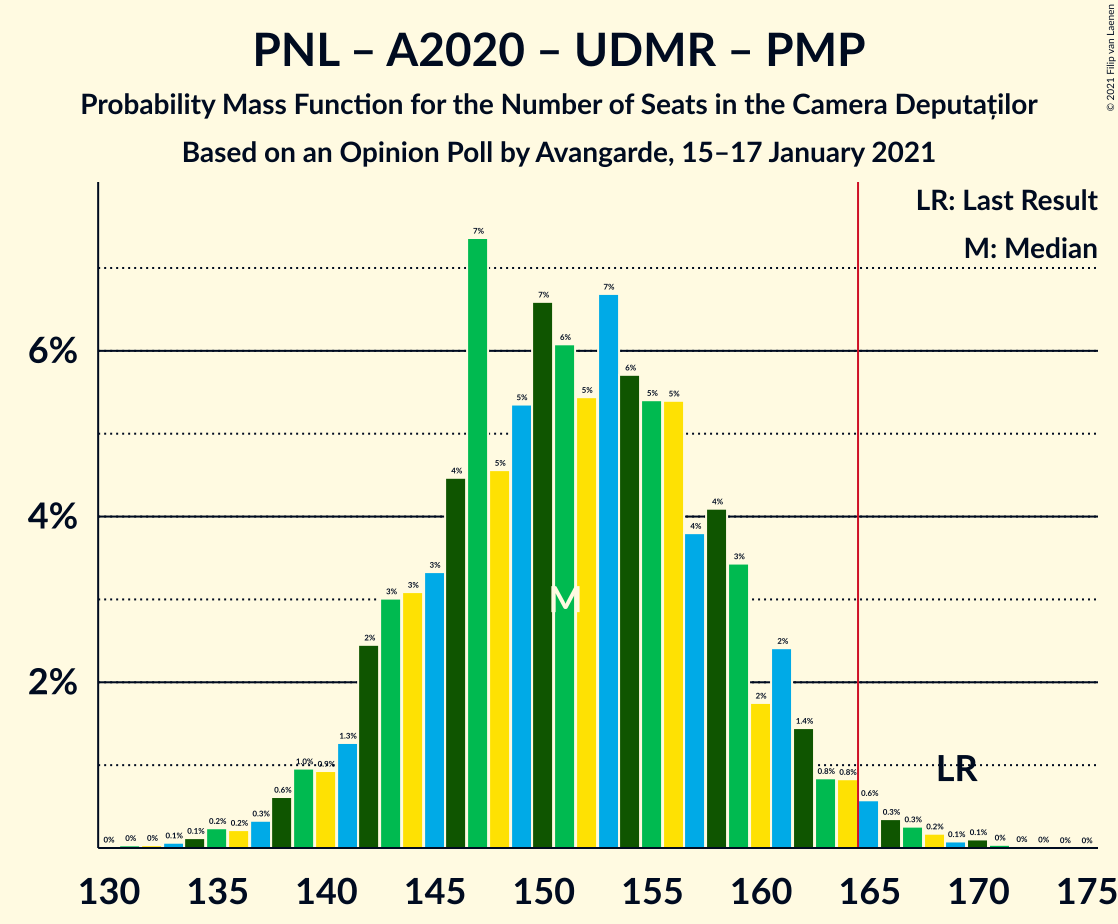 © 2021 Filip van Laenen
PNL – A2020 – UDMR – PMP
Probability Mass Function for the Number of Seats in the Camera Deputaților
Based on an Opinion Poll by Avangarde, 15–17 January 2021
LR: Last Result
M: Median
6%
4%
2%
0% 0% 0% 0.1% 0.1% 0.2% 0.2% 0.3% 0.6% 1.0% 0.9% 1.3% 2% 3% 3% 3% 4% 7% 5% 5% 7% 6% 5% 7% 6% 5% 5% 4% 4% 3% 2% 2% 1.4% 0.8% 0.8% 0.6% 0.3% 0.3% 0.2% 0.1% 0.1% 0% 0% 0% 0% 0%
M
LR
130 135 140 145 150 155 160 165 170 175